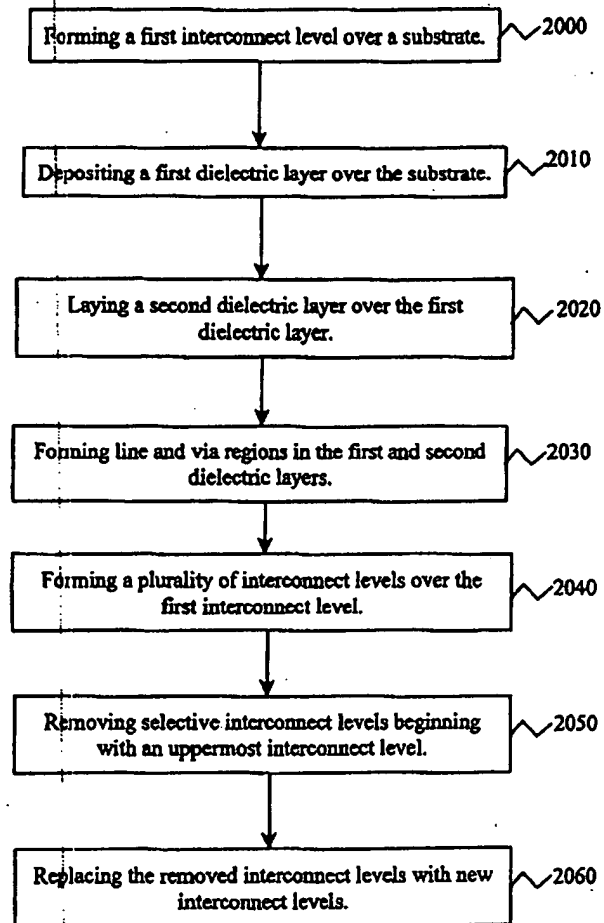 Forming a first interconnect level over a substrate. 2000
Depositing a first dielectric layer over the substrate. 2010
Laying a second dielectric layer over the first
dielectric layer. 2020
Forming line and via regions in the first and second
dielectric layers. 2030
Forming a plurality of interconnect levels over the
first interconnect level. 2040
Removing selective interconnect levels beginning
with an uppermost interconnect level. 2050
Replacing the removed interconnect levels with new
interconnect levels. 2060